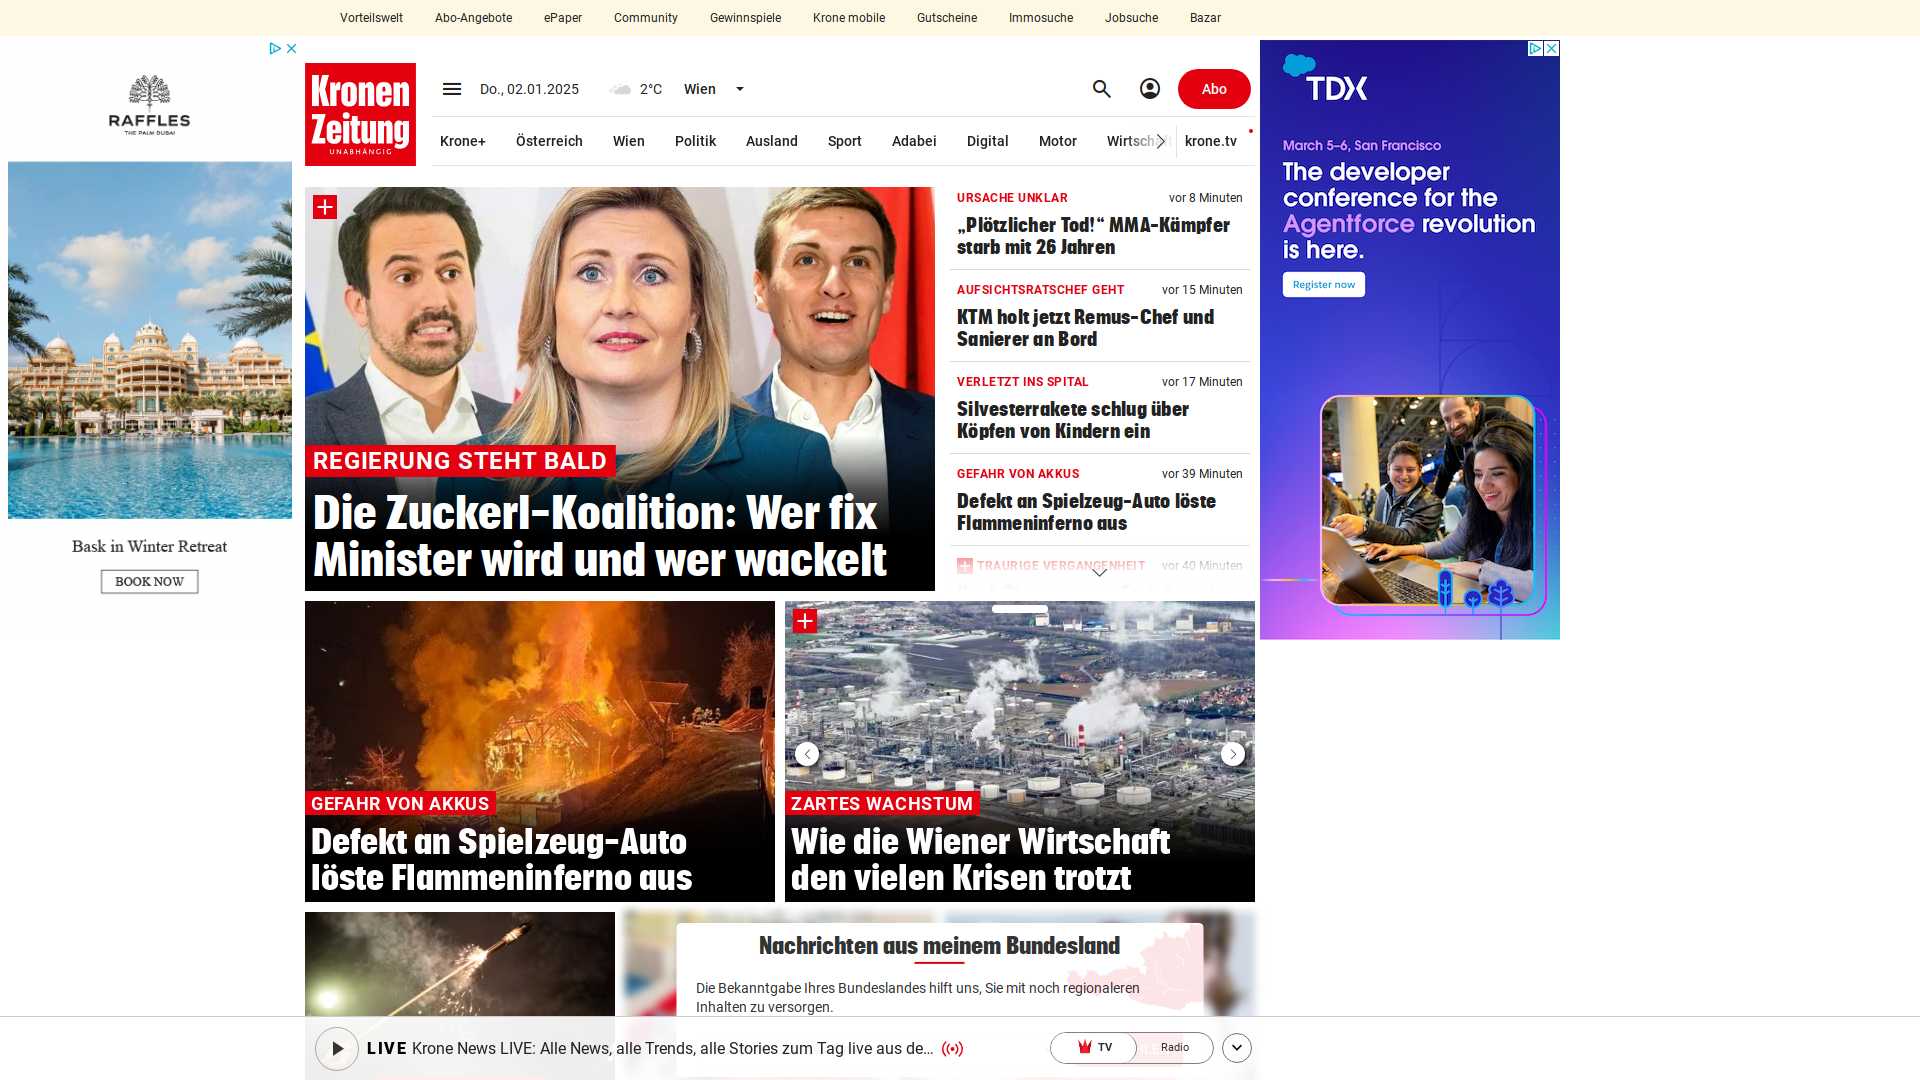 Vorteilswelt
Abo-Angebote
ePaper
Community
Gewinnspiele
Krone mobile
Gutscheine
Immosuche
Jobsuche
Bazar
RAFFLES
THE PALM DUBAI
Bask in Winter Retreat
BOOK NOW
Kronen
Zeitung
UNABHÄNGIG
Do., 02.01.2025
2°C
Wien
Abo
Krone+
Österreich
Wien
Politik
Ausland
Sport
Adabei
Digital
Motor
Wirtschaft
krone.tv
REGIERUNG STEHT BALD
Die Zuckerl-Koalition: Wer fix
Minister wird und wer wackelt
URSACHE UNKLAR
vor 8 Minuten
„Plötzlicher Tod!“ MMA-Kämpfer
starb mit 26 Jahren
AUFSICHTSRATSCHEF GEHT
vor 15 Minuten
KTM holt jetzt Remus-Chef und
Sanierer an Bord
VERLETZT INS SPITAL
vor 17 Minuten
Silvesterrakete schlug über
Köpfen von Kindern ein
GEFAHR VON AKKUS
vor 39 Minuten
Defekt an Spielzeug-Auto löste
Flammeninferno aus
TRAURIGE VERGANGENHEIT
vor 40 Minuten
TDX
March 5–6, San Francisco
The developer
conference for the
Agentforce revolution
is here.
Register now
GEFAHR VON AKKUS
Defekt an Spielzeug-Auto
löste Flammeninferno aus
ZARTES WACHSTUM
Wie die Wiener Wirtschaft
den vielen Krisen trotzt
Nachrichten aus meinem Bundesland
Die Bekanntgabe Ihres Bundeslandes hilft uns, Sie mit noch regionaleren
Inhalten zu versorgen.
LIVE Krone News LIVE: Alle News, alle Trends, alle Stories zum Tag live aus de...
TV
Radio